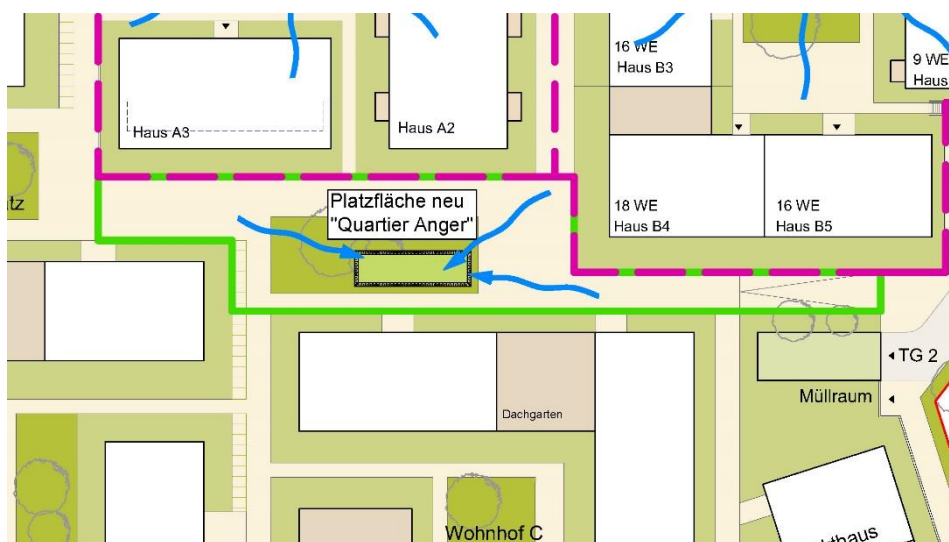 16 WE
Haus B3
9 WE
Haus
Haus A3
Haus A2
Platzfläche neu
"Quartier Anger"
tz
18 WE
Haus B4
16 WE
Haus B5
TG 2
Müllraum
Dachgarten
Wohnhof C
thaus